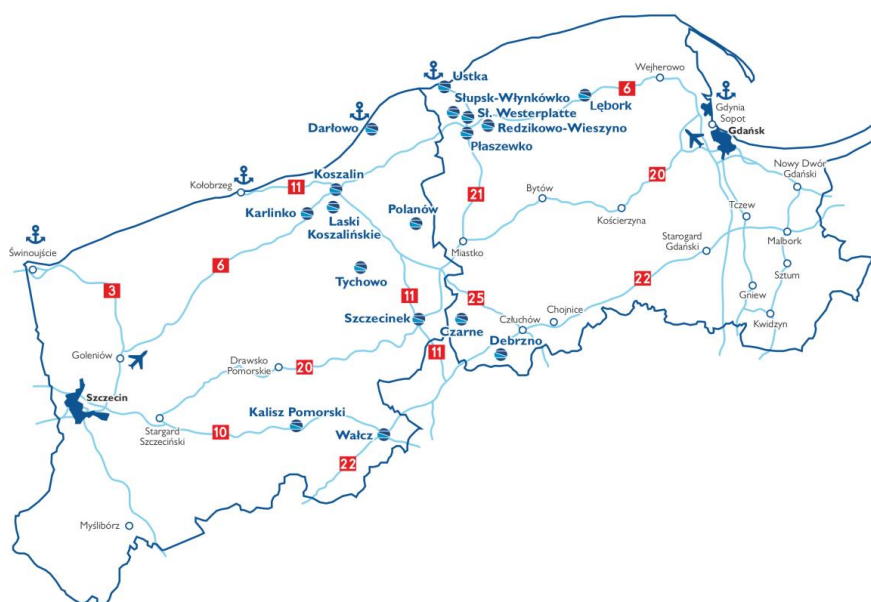 Wejherowo
Ustka
6
Słupsk-Włynkówko
Lębork
Gdynia
Sopot
Gdańsk
Sł. Westerplatte
Redzikowo-Wieszyno
Darłowo
Płaszewko
Nowy Dwór
Gdański
Koszalin
11
Kołobrzeg
20
21
Bytów
Karlinko
Laski
Koszalińskie
Polanów
Kościerzyna
Tczew
Malbork
Miastko
Starogard
Gdański
Świnoujście
6
Tychowo
Sztum
22
3
11
25
Gniew
Chojnice
Szczecinek
Czarne
Człuchów
Kwidzyn
Goleniów
Debrzno
11
Drawsko
Pomorskie
20
Szczecin
Kalisz Pomorski
Stargard
Szczeciński
10
Wałcz
22
Myślibórz